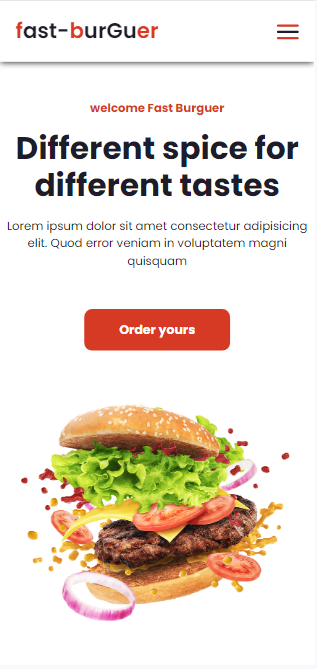 fast-burGuer
welcome Fast Burguer
Different spice for
different tastes
Lorem ipsum dolor sit amet consectetur adipisicing
elit. Quod error veniam in voluptatem magni
quisquam
Order yours